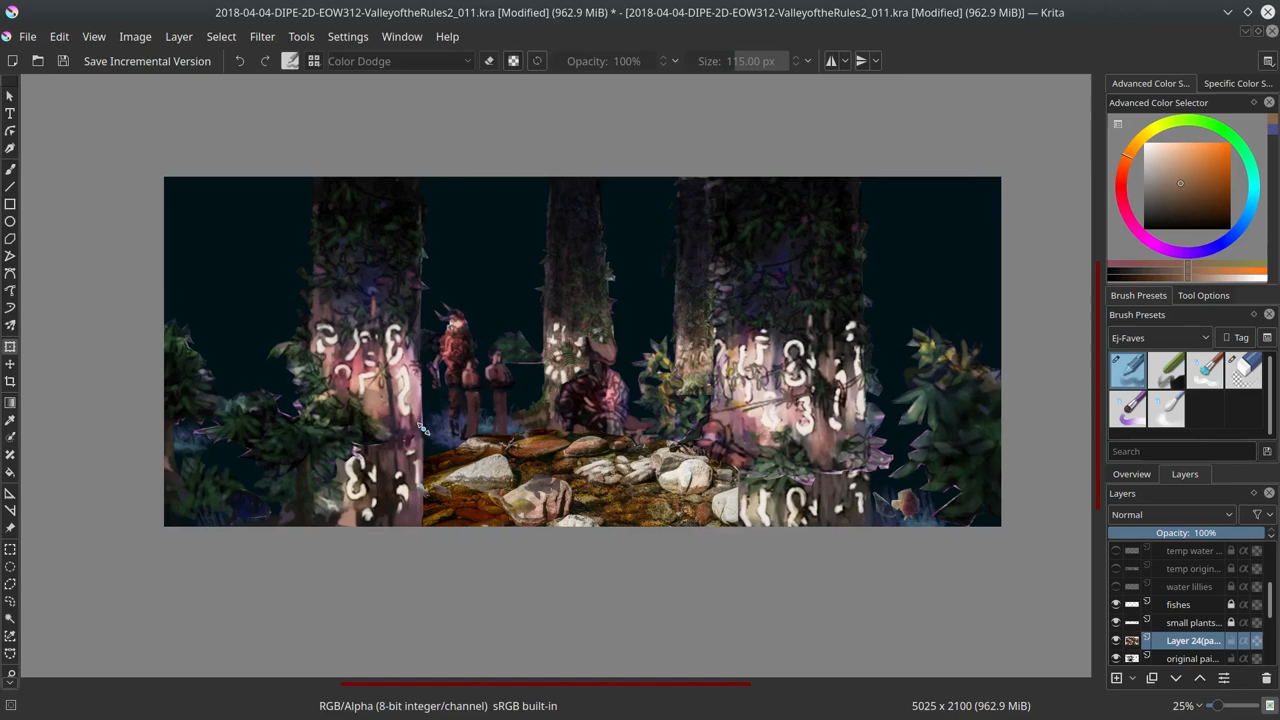 2018-04-04-DIPE-2D-EOW312-ValleyoftheRules2_011.kra [Modified] (962.9 MiB) * - [2018-04-04-DIPE-2D-EOW312-ValleyoftheRules2_011.kra [Modified] (962.9 MiB)] — Krita
File Edit View Image Layer Select Filter Tools Settings Window Help
Save Incremental Version Color Dodge Opacity: 100% Size: 115.00 px
Advanced Color S... Specific Color S...
Advanced Color Selector
Brush Presets Tool Options
Brush Presets
Ej-Faves Tag
Search
Overview Layers
Layers
Normal
Opacity: 100%
temp water ...
temp origin...
water lillies
fishes
small plants...
Layer 24(pa...
original pai...
RGB/Alpha (8-bit integer/channel) sRGB built-in 5025 x 2100 (962.9 MiB) 25%